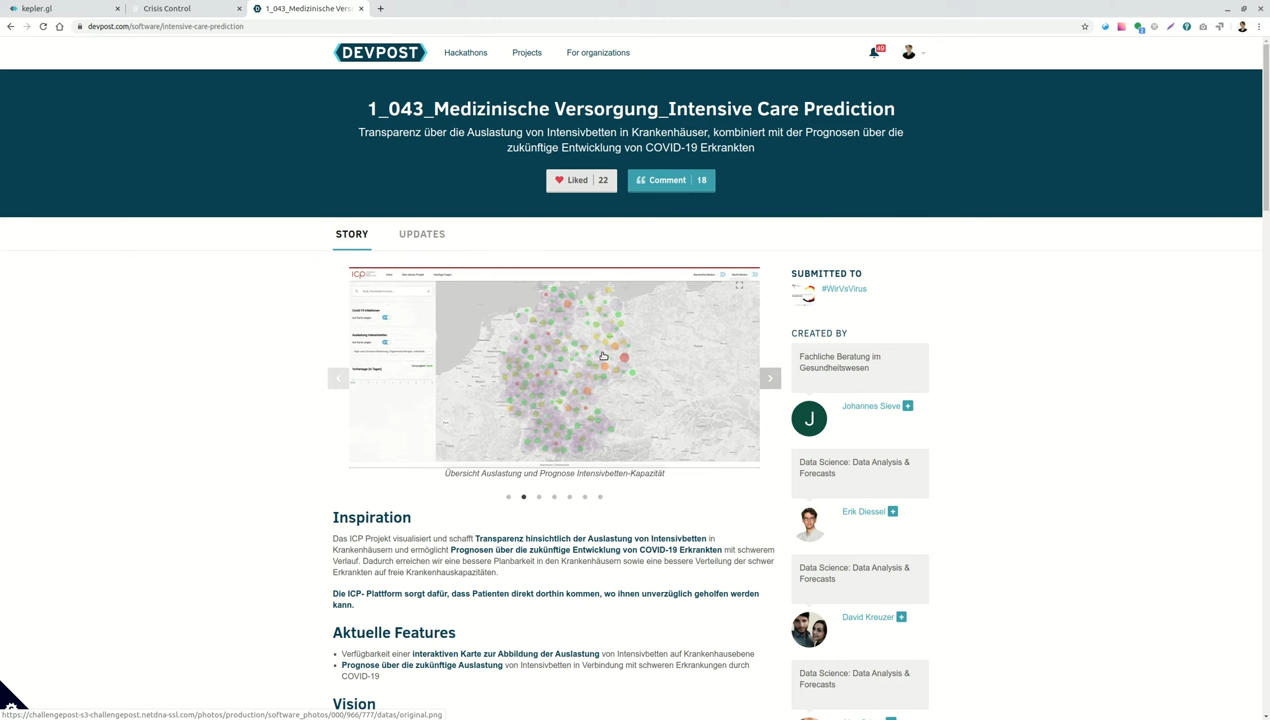 kepler.gl
Crisis Control
1_043_Medizinische Versor
devpost.com/software/intensive-care-prediction
DEVPOST
Hackathons
Projects
For organizations
49
1_043_Medizinische Versorgung_Intensive Care Prediction
Transparenz über die Auslastung von Intensivbetten in Krankenhäuser, kombiniert mit der Prognosen über die
zukünftige Entwicklung von COVID-19 Erkrankten
Liked 22
Comment 18
STORY
UPDATES
ICP
Übersicht Auslastung und Prognose Intensivbetten-Kapazität
Inspiration
Das ICP Projekt visualisiert und schafft Transparenz hinsichtlich der Auslastung von Intensivbetten in
Krankenhäusern und ermöglicht Prognosen über die zukünftige Entwicklung von COVID-19 Erkrankten mit schwerem
Verlauf. Dadurch erreichen wir eine bessere Planbarkeit in den Krankenhäusern sowie eine bessere Verteilung der schwer
Erkrankten auf freie Krankenhauskapazitäten.
Die ICP- Plattform sorgt dafür, dass Patienten direkt dorthin kommen, wo ihnen unverzüglich geholfen werden
kann.
Aktuelle Features
Verfügbarkeit einer interaktiven Karte zur Abbildung der Auslastung von Intensivbetten auf Krankenhausebene
Prognose über die zukünftige Auslastung von Intensivbetten in Verbindung mit schweren Erkrankungen durch
COVID-19
Vision
SUBMITTED TO
#WirVsVirus
CREATED BY
Fachliche Beratung im
Gesundheitswesen
J
Johannes Sieve
Data Science: Data Analysis &
Forecasts
Erik Diessel
Data Science: Data Analysis &
Forecasts
David Kreuzer
Data Science: Data Analysis &
Forecasts
https://challengepost-s3-challengepost.netdna-ssl.com/photos/production/software_photos/000/966/777/datas/original.png